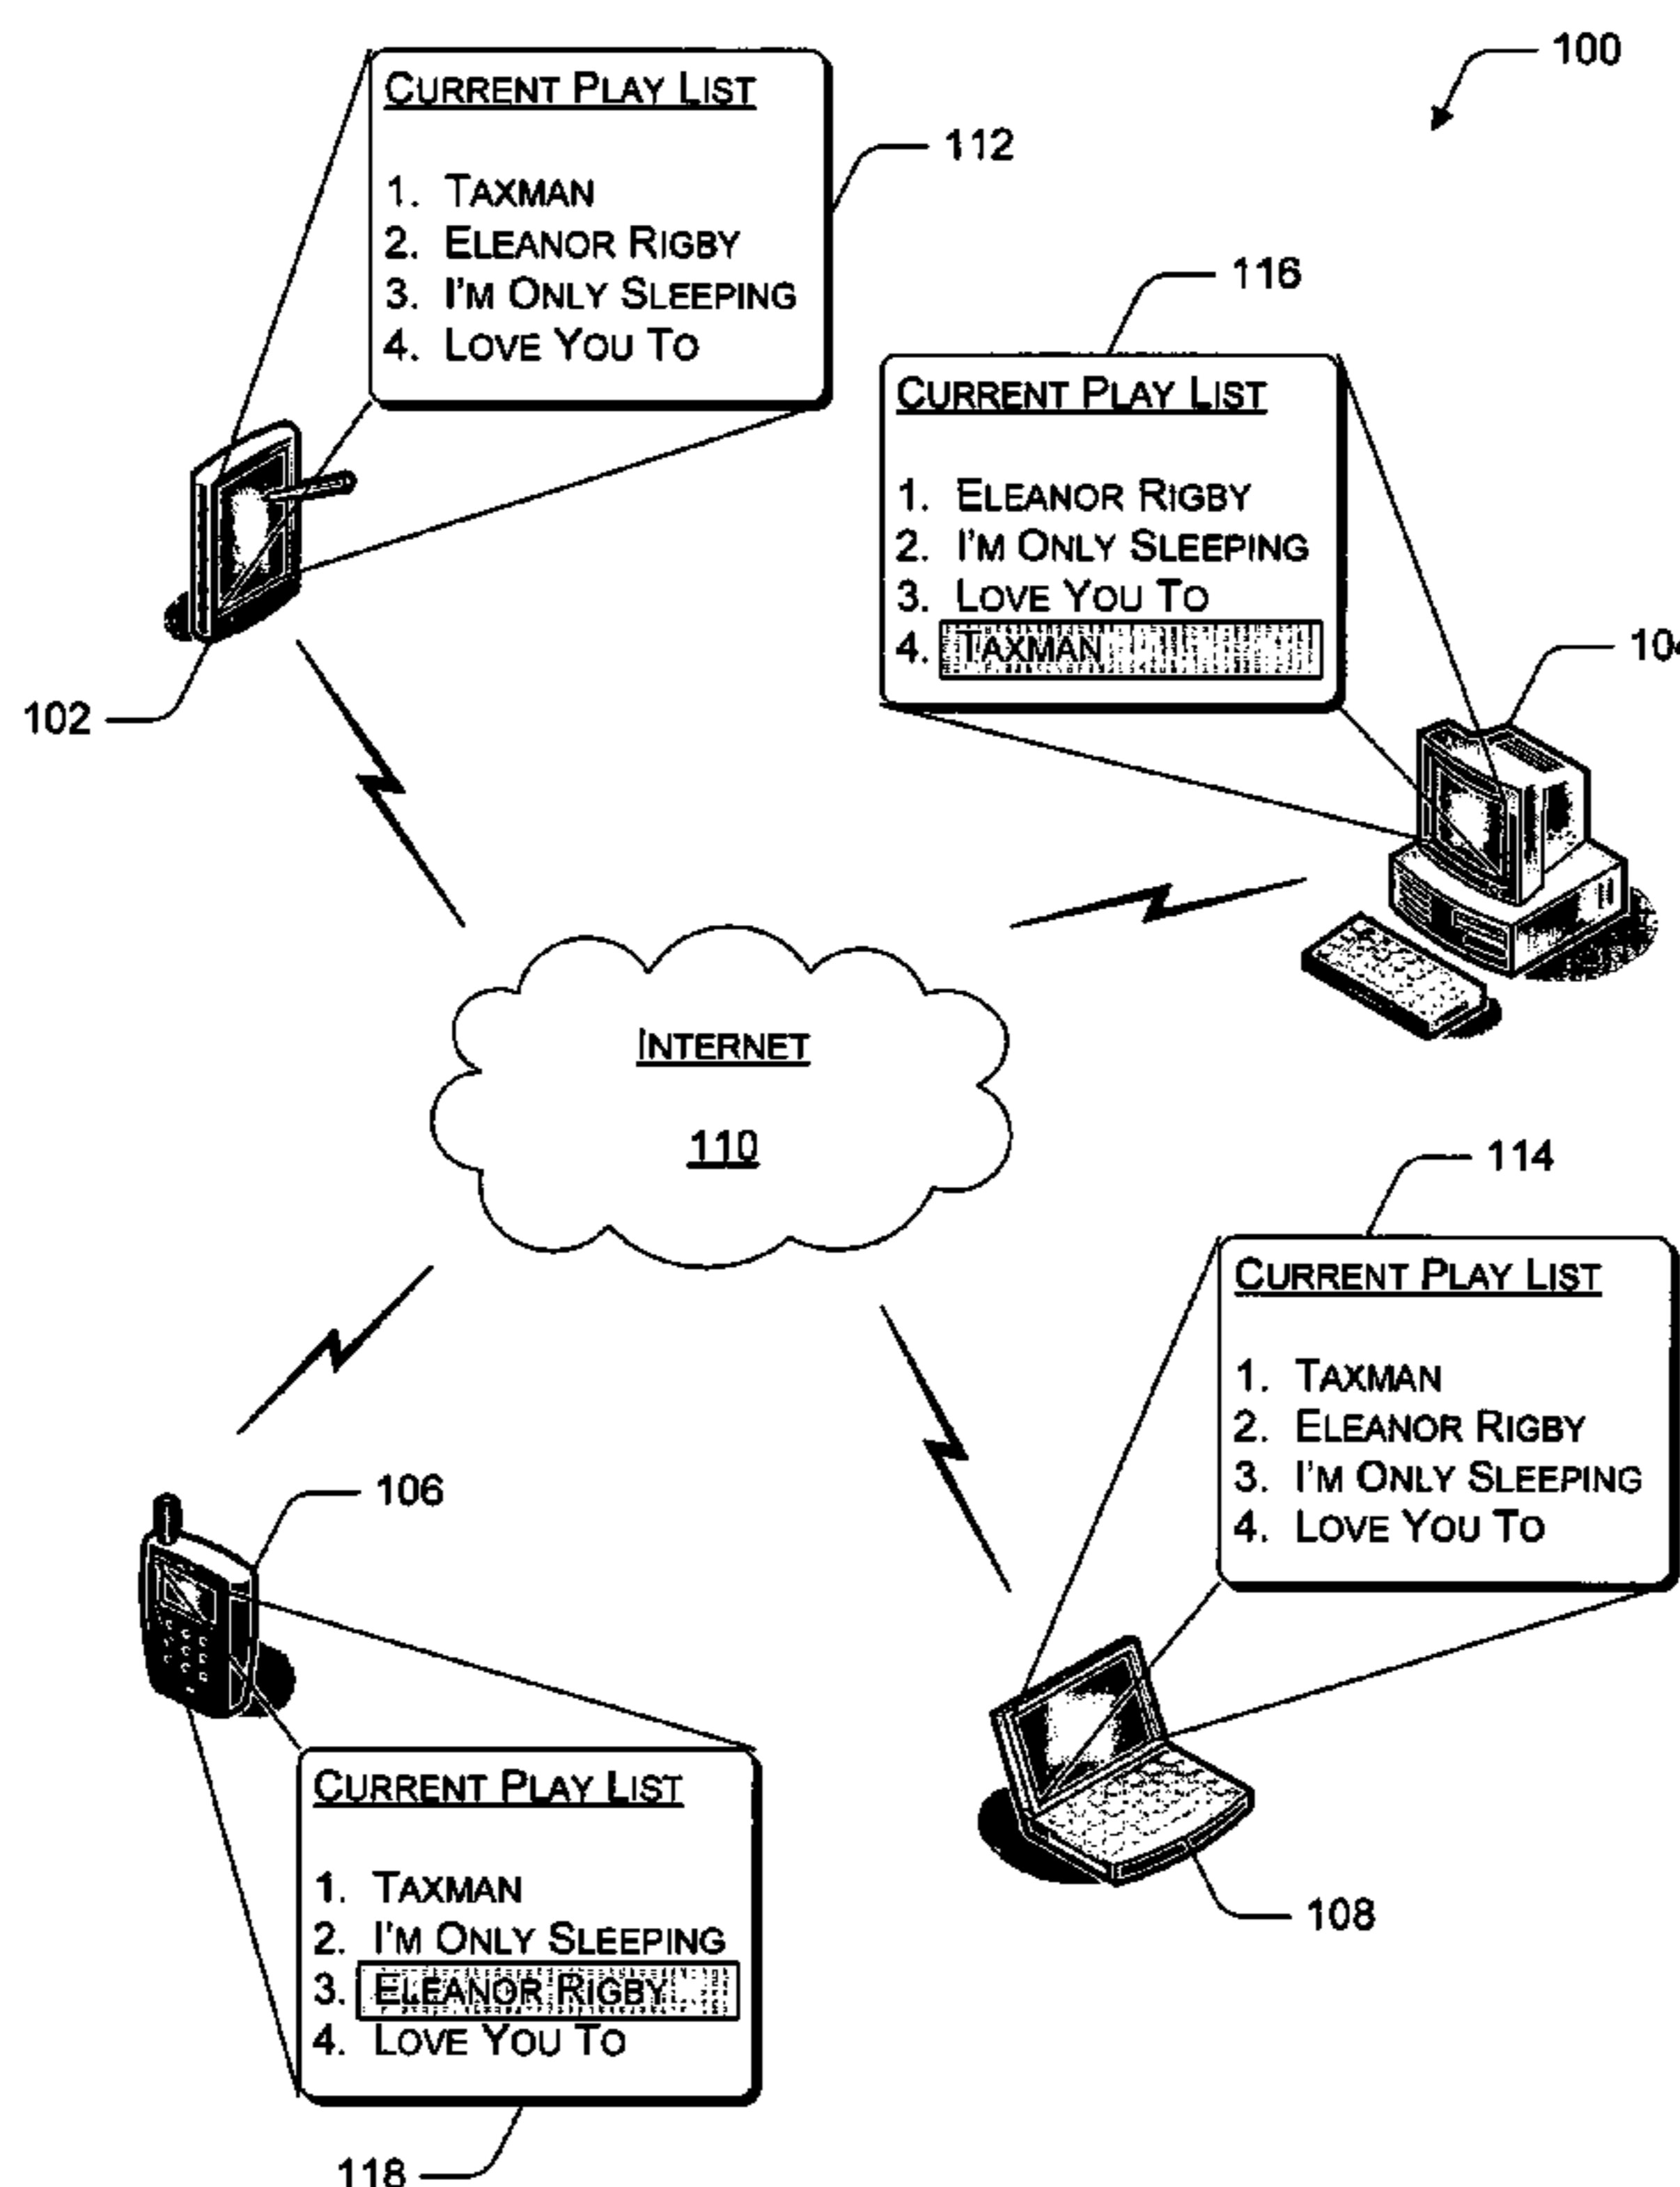 100
CURRENT PLAY LIST
1. TAXMAN
2. ELEANOR RIGBY
3. I'M ONLY SLEEPING
4. LOVE YOU TO
112
116
CURRENT PLAY LIST
1. ELEANOR RIGBY
2. I'M ONLY SLEEPING
3. LOVE YOU TO
4. TAXMAN
104
102
INTERNET
110
114
CURRENT PLAY LIST
1. TAXMAN
2. ELEANOR RIGBY
3. I'M ONLY SLEEPING
4. LOVE YOU TO
106
108
CURRENT PLAY LIST
1. TAXMAN
2. I'M ONLY SLEEPING
3. ELEANOR RIGBY
4. LOVE YOU TO
118